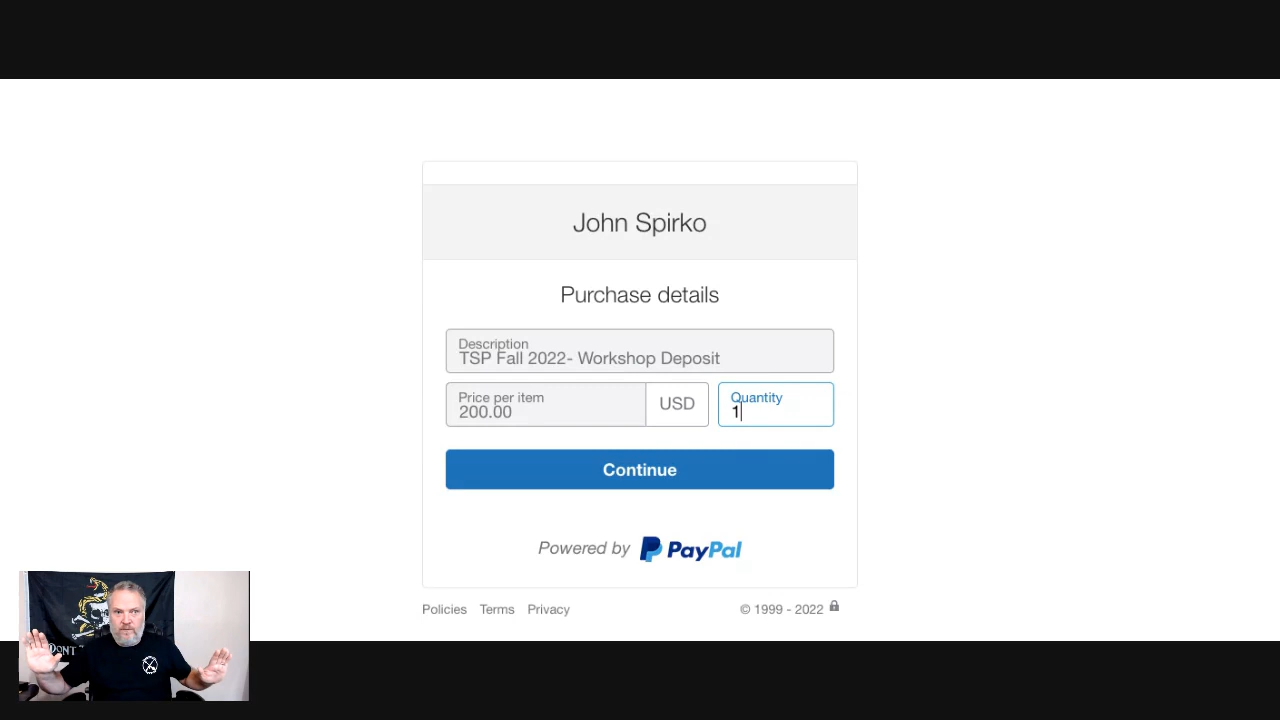 John Spirko
Purchase details
Description
TSP Fall 2022- Workshop Deposit
Price per item
200.00
USD
Quantity
1
Continue
Powered by PayPal
Policies Terms Privacy
© 1999 - 2022
DONT